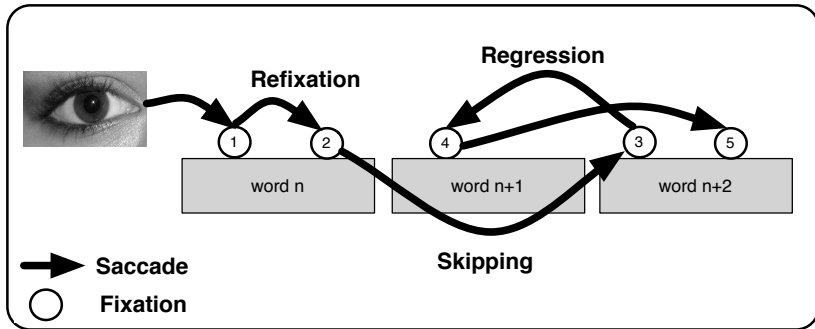 Regression
Refixation
1
2
4
3
5
word n
word n+1
word n+2
Skipping
Saccade
Fixation